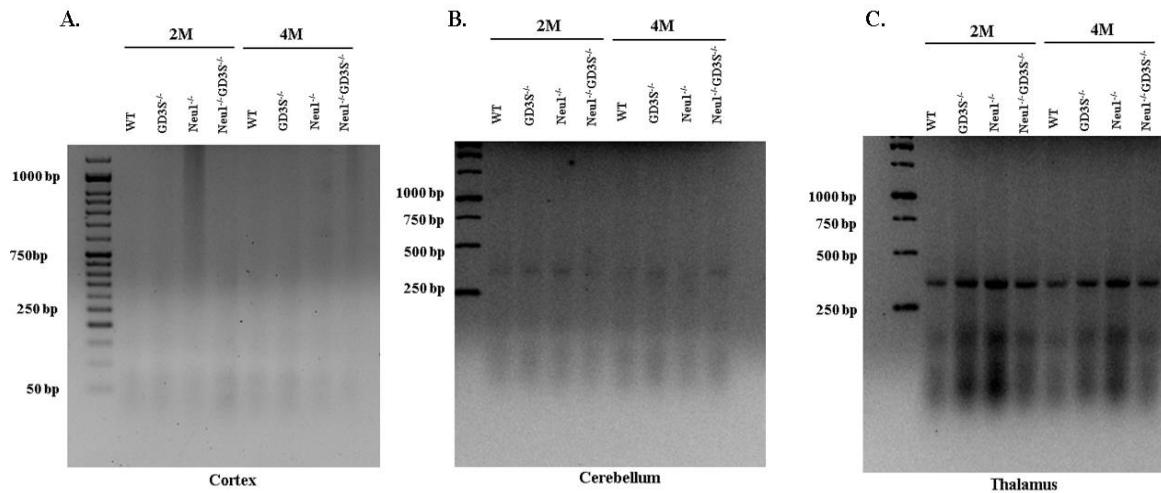 A.
2M 4M
WT GD3S-/- Neu1-/- Neu1-/-GD3S-/- WT GD3S-/- Neu1-/- Neu1-/-GD3S-/-
1000 bp
750bp
250 bp
50 bp
Cortex
B.
2M 4M
WT GD3S-/- Neu1-/- Neu1-/-GD3S-/- WT GD3S-/- Neu1-/- Neu1-/-GD3S-/-
1000 bp
750 bp
500 bp
250 bp
Cerebellum
C.
2M 4M
WT GD3S-/- Neu1-/- Neu1-/-GD3S-/- WT GD3S-/- Neu1-/- Neu1-/-GD3S-/-
1000 bp
750 bp
500 bp
250 bp
Thalamus